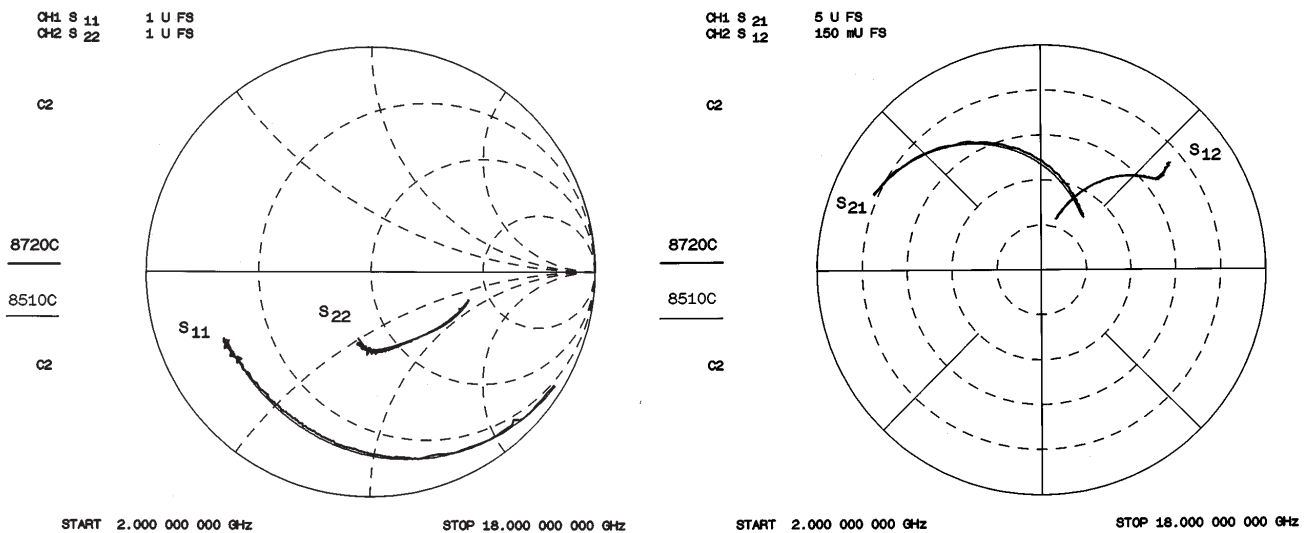 CH1 S 11 1 U FS
CH2 S 22 1 U FS
C2
8720C
8510C
C2
S11
S22
START 2.000 000 000 GHz STOP 18.000 000 000 GHz
CH1 S 21 5 U FS
CH2 S 12 150 mU FS
C2
8720C
8510C
C2
S21
S12
START 2.000 000 000 GHz STOP 18.000 000 000 GHz